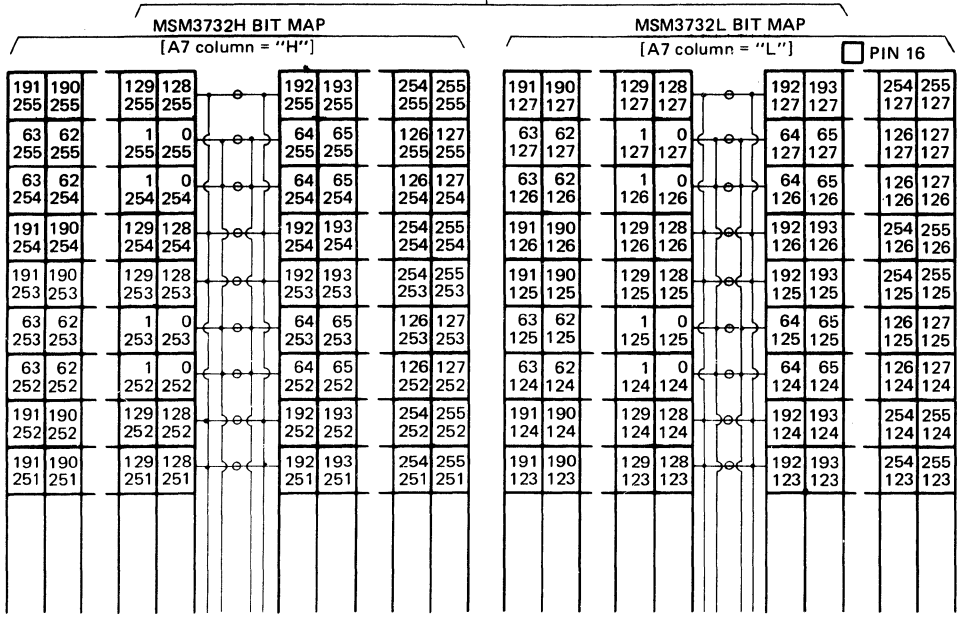 MSM3732H BIT MAP MSM3732L BIT MAP
[A7 column = "H"] [A7 column = "L"] PIN 16
191 190 129 128 192 193 254 255 191 190 129 128 192 193 254 255
255 255 255 255 255 255 255 255 127 127 127 127 127 127 127 127
63 62 1 0 64 65 126 127 63 62 1 0 64 65 126 127
255 255 255 255 255 255 255 255 127 127 127 127 127 127 127 127
63 62 1 0 64 65 126 127 63 62 1 0 64 65 126 127
254 254 254 254 254 254 254 254 126 126 126 126 126 126 126 126
191 190 129 128 192 193 254 255 191 190 129 128 192 193 254 255
254 254 254 254 254 254 254 254 126 126 126 126 126 126 126 126
191 190 129 128 192 193 254 255 191 190 129 128 192 193 254 255
253 253 253 253 253 253 253 253 125 125 125 125 125 125 125 125
63 62 1 0 64 65 126 127 63 62 1 0 64 65 126 127
253 253 253 253 253 253 253 253 125 125 125 125 125 125 125 125
63 62 1 0 64 65 126 127 63 62 1 0 64 65 126 127
252 252 252 252 252 252 252 252 124 124 124 124 124 124 124 124
191 190 129 128 192 193 254 255 191 190 129 128 192 193 254 255
252 252 252 252 252 252 252 252 124 124 124 124 124 124 124 124
191 190 129 128 192 193 254 255 191 190 129 128 192 193 254 255
251 251 251 251 251 251 251 251 123 123 123 123 123 123 123 123